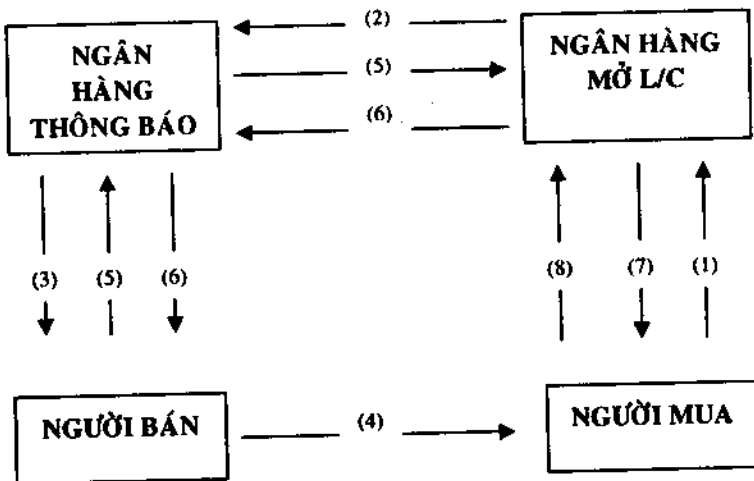 (2)
NGÂN
HÀNG
THÔNG BÁO
(5)
NGÂN HÀNG
MỞ L/C
(6)
(3) (5) (6)
(8) (7) (1)
NGƯỜI BÁN
(4)
NGƯỜI MUA